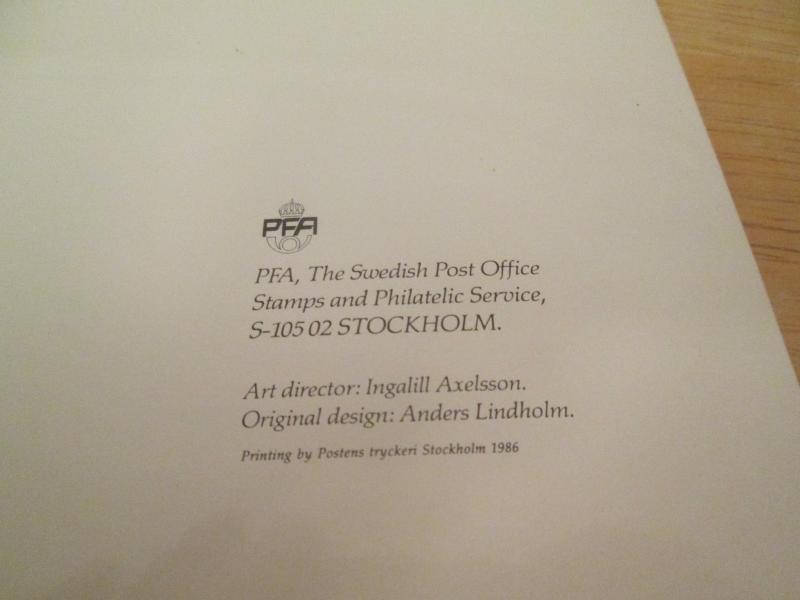 PFA
PFA, The Swedish Post Office
Stamps and Philatelic Service,
S-105 02 STOCKHOLM.
Art director: Ingalill Axelsson.
Original design: Anders Lindholm.
Printing by Postens tryckeri Stockholm 1986